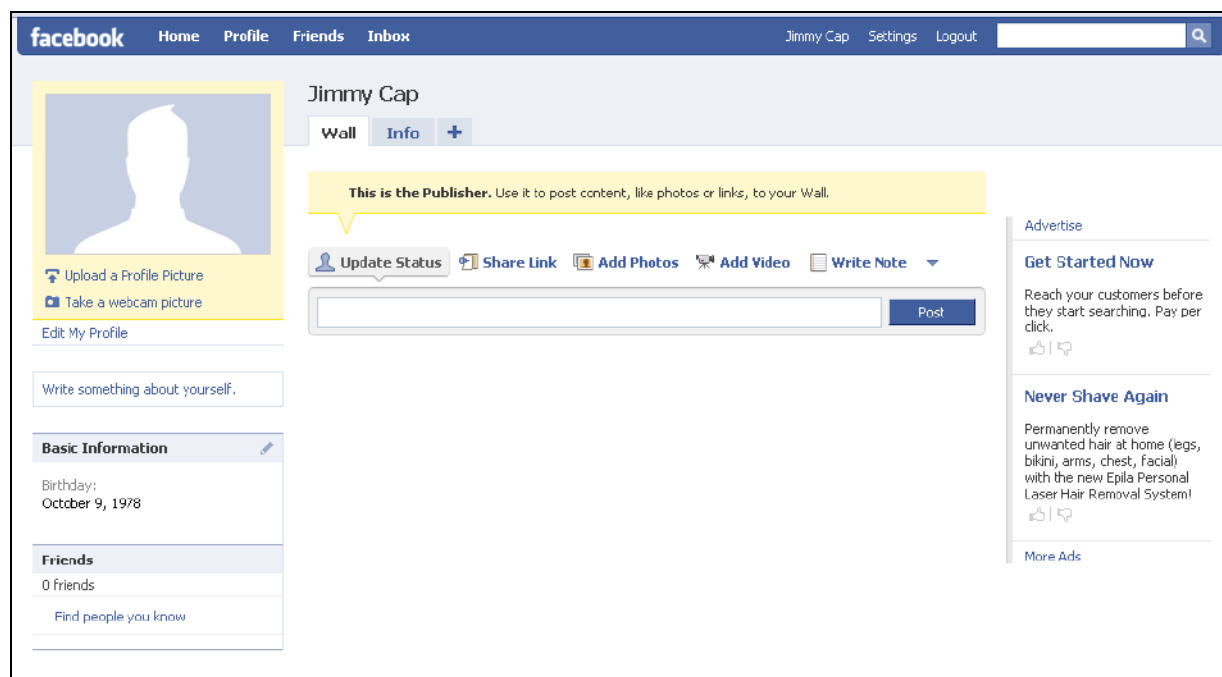 facebook Home Profile Friends Inbox Jimmy Cap Settings Logout
Jimmy Cap
Wall Info +
This is the Publisher. Use it to post content, like photos or links, to your Wall.
Update Status Share Link Add Photos Add Video Write Note
Post
Upload a Profile Picture
Take a webcam picture
Edit My Profile
Write something about yourself.
Basic Information
Birthday:
October 9, 1978
Friends
0 friends
Find people you know
Advertise
Get Started Now
Reach your customers before
they start searching. Pay per
click.
Never Shave Again
Permanently remove
unwanted hair at home (legs,
bikini, arms, chest, facial)
with the new Epila Personal
Laser Hair Removal System!
More Ads